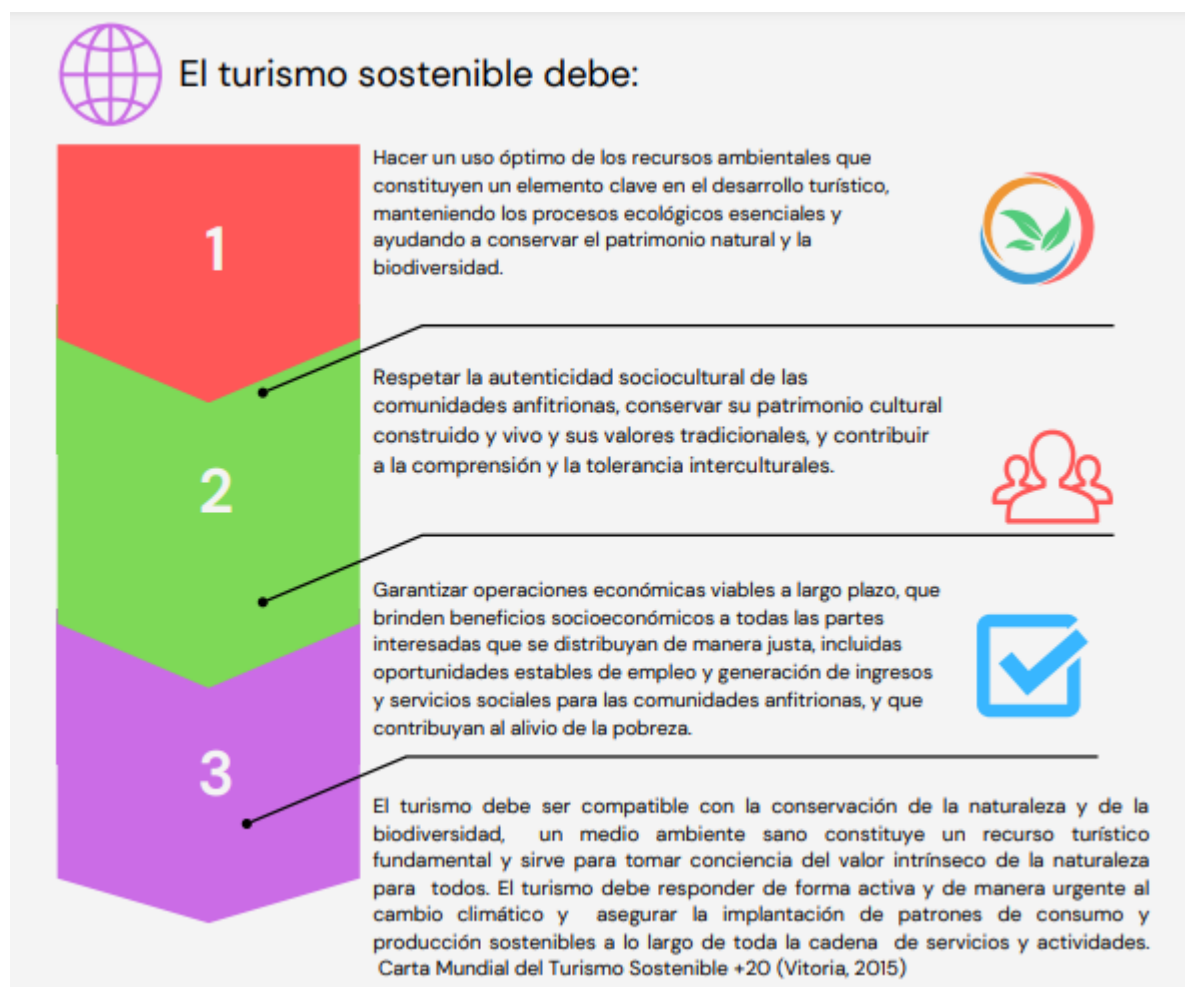 El turismo sostenible debe:
1
Hacer un uso óptimo de los recursos ambientales que
constituyen un elemento clave en el desarrollo turístico,
manteniendo los procesos ecológicos esenciales y
ayudando a conservar el patrimonio natural y la
biodiversidad.
2
Respetar la autenticidad sociocultural de las
comunidades anfitrionas, conservar su patrimonio cultural
construido y vivo y sus valores tradicionales, y contribuir
a la comprensión y la tolerancia interculturales.
3
Garantizar operaciones económicas viables a largo plazo, que
brinden beneficios socioeconómicos a todas las partes
interesadas que se distribuyan de manera justa, incluidas
oportunidades estables de empleo y generación de ingresos
y servicios sociales para las comunidades anfitrionas, y que
contribuyan al alivio de la pobreza.
El turismo debe ser compatible con la conservación de la naturaleza y de la
biodiversidad, un medio ambiente sano constituye un recurso turístico
fundamental y sirve para tomar conciencia del valor intrínseco de la naturaleza
para todos. El turismo debe responder de forma activa y de manera urgente al
cambio climático y asegurar la implantación de patrones de consumo y
producción sostenibles a lo largo de toda la cadena de servicios y actividades.
Carta Mundial del Turismo Sostenible +20 (Vitoria, 2015)